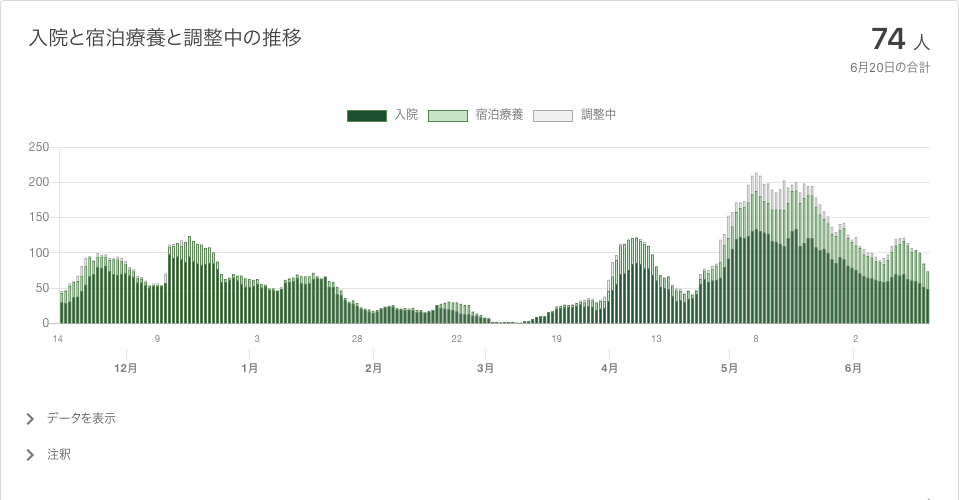 入院と宿泊療養と調整中の推移
74 人
6月20日の合計
入院 宿泊療養 調整中
250
200
150
100
50
0
14 9 3 28 22 19 13 8 2
12月 1月 2月 3月 4月 5月 6月
データを表示
注釈